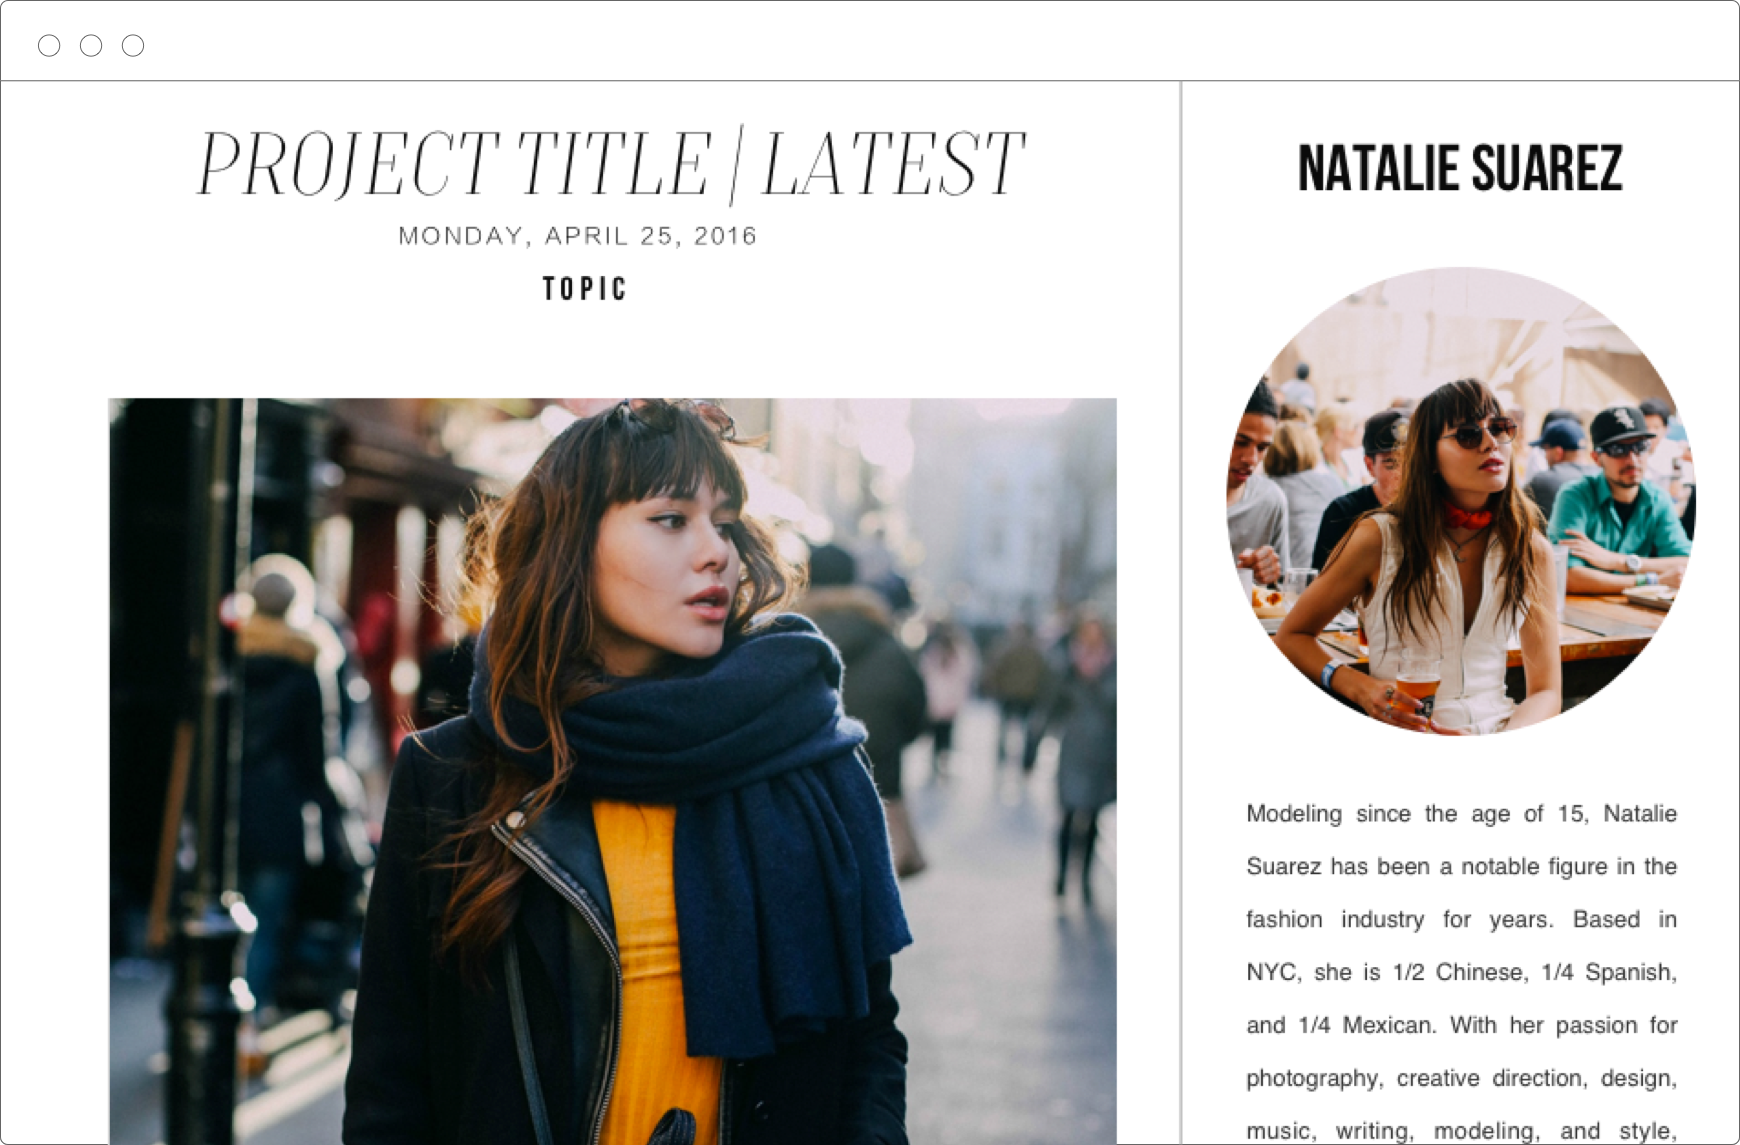 PROJECT TITLE | LATEST
MONDAY, APRIL 25, 2016
TOPIC
NATALIE SUAREZ
Modeling since the age of 15, Natalie
Suarez has been a notable figure in the
fashion industry for years. Based in
NYC, she is 1/2 Chinese, 1/4 Spanish,
and 1/4 Mexican. With her passion for
photography, creative direction, design,
music, writing, modeling, and style,